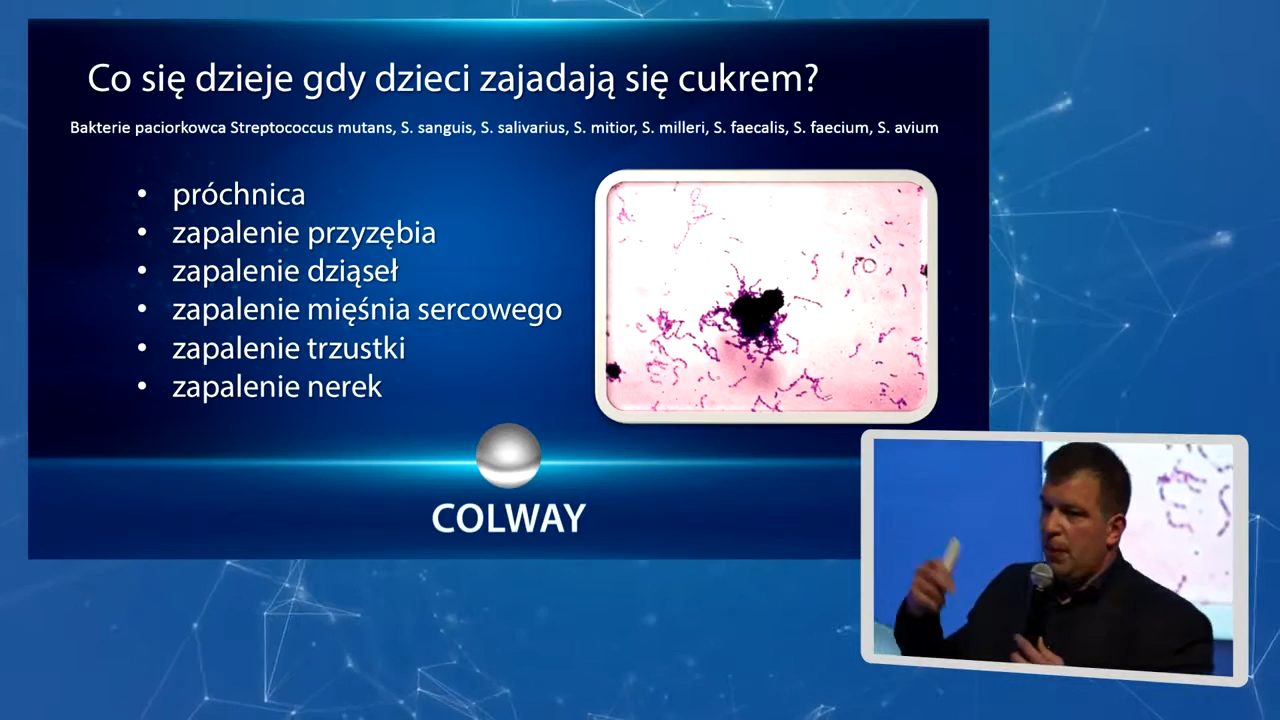 Co się dzieje gdy dzieci zajadają się cukrem?
Bakterie paciorkowca Streptococcus mutans, S. sanguis, S. salivarius, S. mitior, S. milleri, S. faecalis, S. faecium, S. avium
• próchnica
• zapalenie przyzębia
• zapalenie dziąseł
• zapalenie mięśnia sercowego
• zapalenie trzustki
• zapalenie nerek
COLWAY